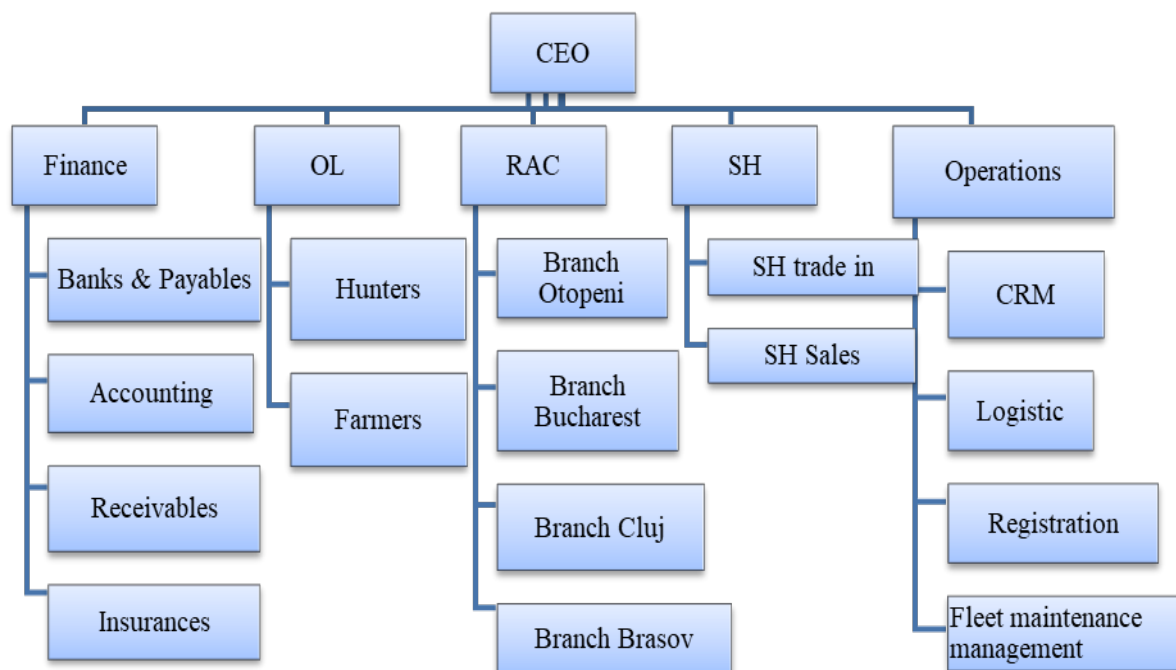 CEO
Finance
OL
RAC
SH
Operations
Banks & Payables
Accounting
Receivables
Insurances
Hunters
Farmers
Branch
Otopeni
Branch
Bucharest
Branch Cluj
Branch Brasov
SH trade in
SH Sales
CRM
Logistic
Registration
Fleet maintenance
management